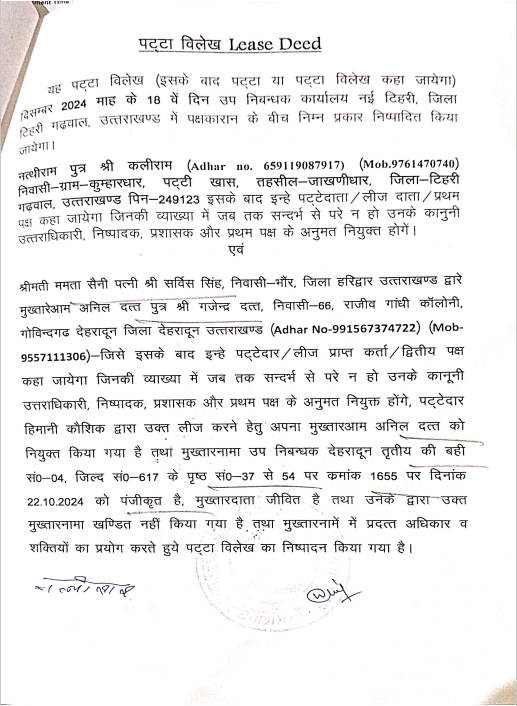 पट्टा विलेख Lease Deed
यह पट्टा विलेख (इसके बाद पट्टा या पट्टा विलेख कहा जायेगा)
दिसम्बर 2024 माह के 18 वें दिन उप निबन्धक कार्यालय नई टिहरी, जिला
टिहरी गढ़वाल, उत्तराखण्ड में पक्षकारान के बीच निम्न प्रकार निष्पादित किया
जायेगा।
नत्थीराम पुत्र श्री कलीराम (Adhar no. 659119087917) (Mob.9761470740)
निवासी–ग्राम–कुम्हारधार, पट्टी खास, तहसील–जाखणीधार, जिला–टिहरी
गढ़वाल, उत्तराखण्ड पिन–249123 इसके बाद इन्हे पट्टेदाता/लीज दाता/प्रथम
पक्ष कहा जायेगा जिनकी व्याख्या में जब तक सन्दर्भ से परे न हो उनके कानुनी
उत्तराधिकारी, निष्पादक, प्रशासक और प्रथम पक्ष के अनुमत नियुक्त होगें।
एवं
श्रीमती ममता सैनी पत्नी श्री सर्विस सिंह, निवासी–भौंर, जिला हरिद्वार उत्तराखण्ड द्वारे
मुख्तारेआम अनिल दत्त पुत्र श्री गजेन्द्र दत्त, निवासी–66, राजीव गांधी कॉलोनी,
गोविन्दगढ देहरादून जिला देहरादून उत्तराखण्ड (Adhar No-991567374722) (Mob-
9557111306)–जिसे इसके बाद इन्हे पट्टेदार/लीज प्राप्त कर्ता/द्वितीय पक्ष
कहा जायेगा जिनकी व्याख्या में जब तक सन्दर्भ से परे न हो उनके कानूनी
उत्तराधिकारी, निष्पादक, प्रशासक और प्रथम पक्ष के अनुमत नियुक्त होंगे, पट्टेदार
हिमानी कौशिक द्वारा उक्त लीज करने हेतु अपना मुख्तारआम अनिल दत्त को
नियुक्त किया गया है तथा मुख्तारनामा उप निबन्धक देहरादून तृतीय की बही
सं0–04, जिल्द सं0–617 के पृष्ठ सं0–37 से 54 पर कमांक 1655 पर दिनांक
22.10.2024 को पंजीकृत है, मुख्तारदाता जीवित है तथा उनके द्वारा उक्त
मुख्तारनामा खण्डित नहीं किया गया है, तथा मुख्तारनामें में प्रदत्त अधिकार व
शक्तियों का प्रयोग करते हुये पट्टा विलेख का निष्पादन किया गया है।